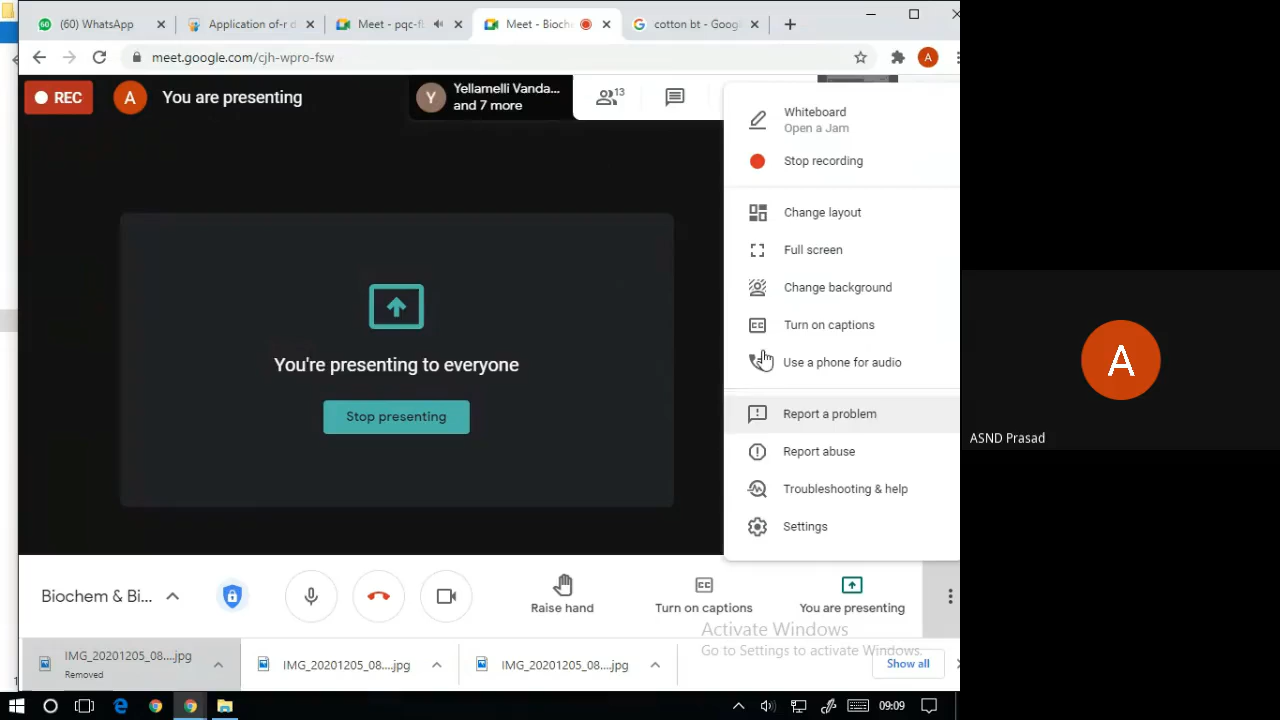 (60) WhatsApp
Application of-r d
Meet - pqc-fl
Meet - Bioch
cotton bt - Goog
meet.google.com/cjh-wpro-fsw
A
REC
A
You are presenting
Y
Yellamelli Vanda...
and 7 more
13
Whiteboard
Open a Jam
Stop recording
Change layout
Full screen
Change background
CC
Turn on captions
Use a phone for audio
Report a problem
Report abuse
Troubleshooting & help
Settings
You're presenting to everyone
Stop presenting
A
ASND Prasad
Biochem & Bi...
Raise hand
CC
Turn on captions
You are presenting
Activate Windows
Go to Settings to activate Windows.
IMG_20201205_08....jpg
Removed
IMG_20201205_08....jpg
IMG_20201205_08....jpg
Show all
09:09